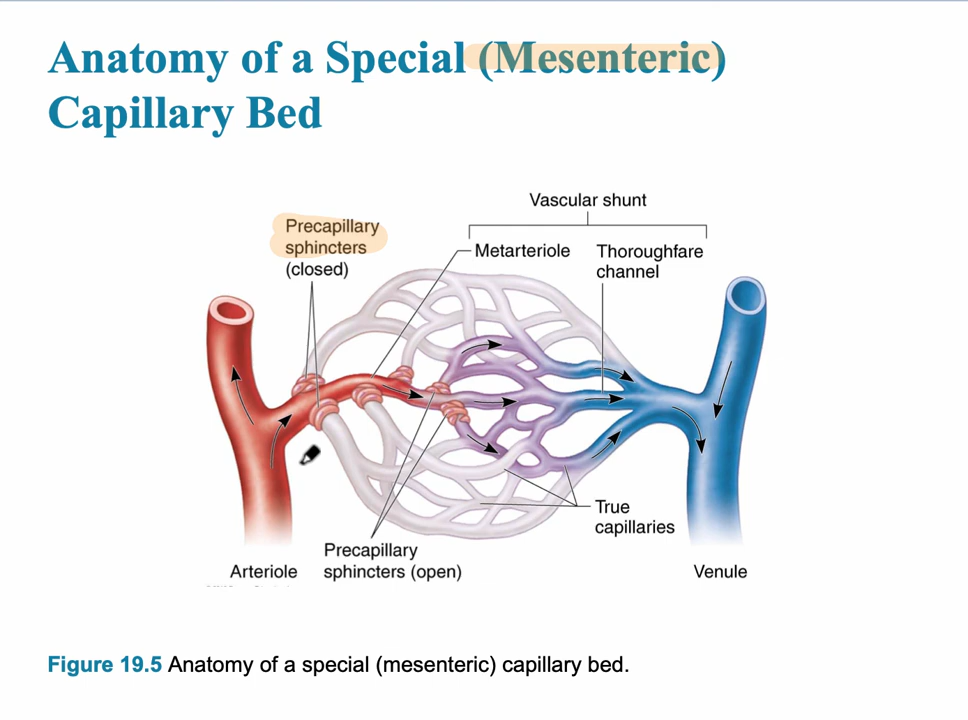 Anatomy of a Special (Mesenteric)
Capillary Bed
Vascular shunt
Precapillary
sphincters
(closed)
Metarteriole
Thoroughfare
channel
True
capillaries
Precapillary
sphincters (open)
Arteriole
Venule
Figure 19.5 Anatomy of a special (mesenteric) capillary bed.